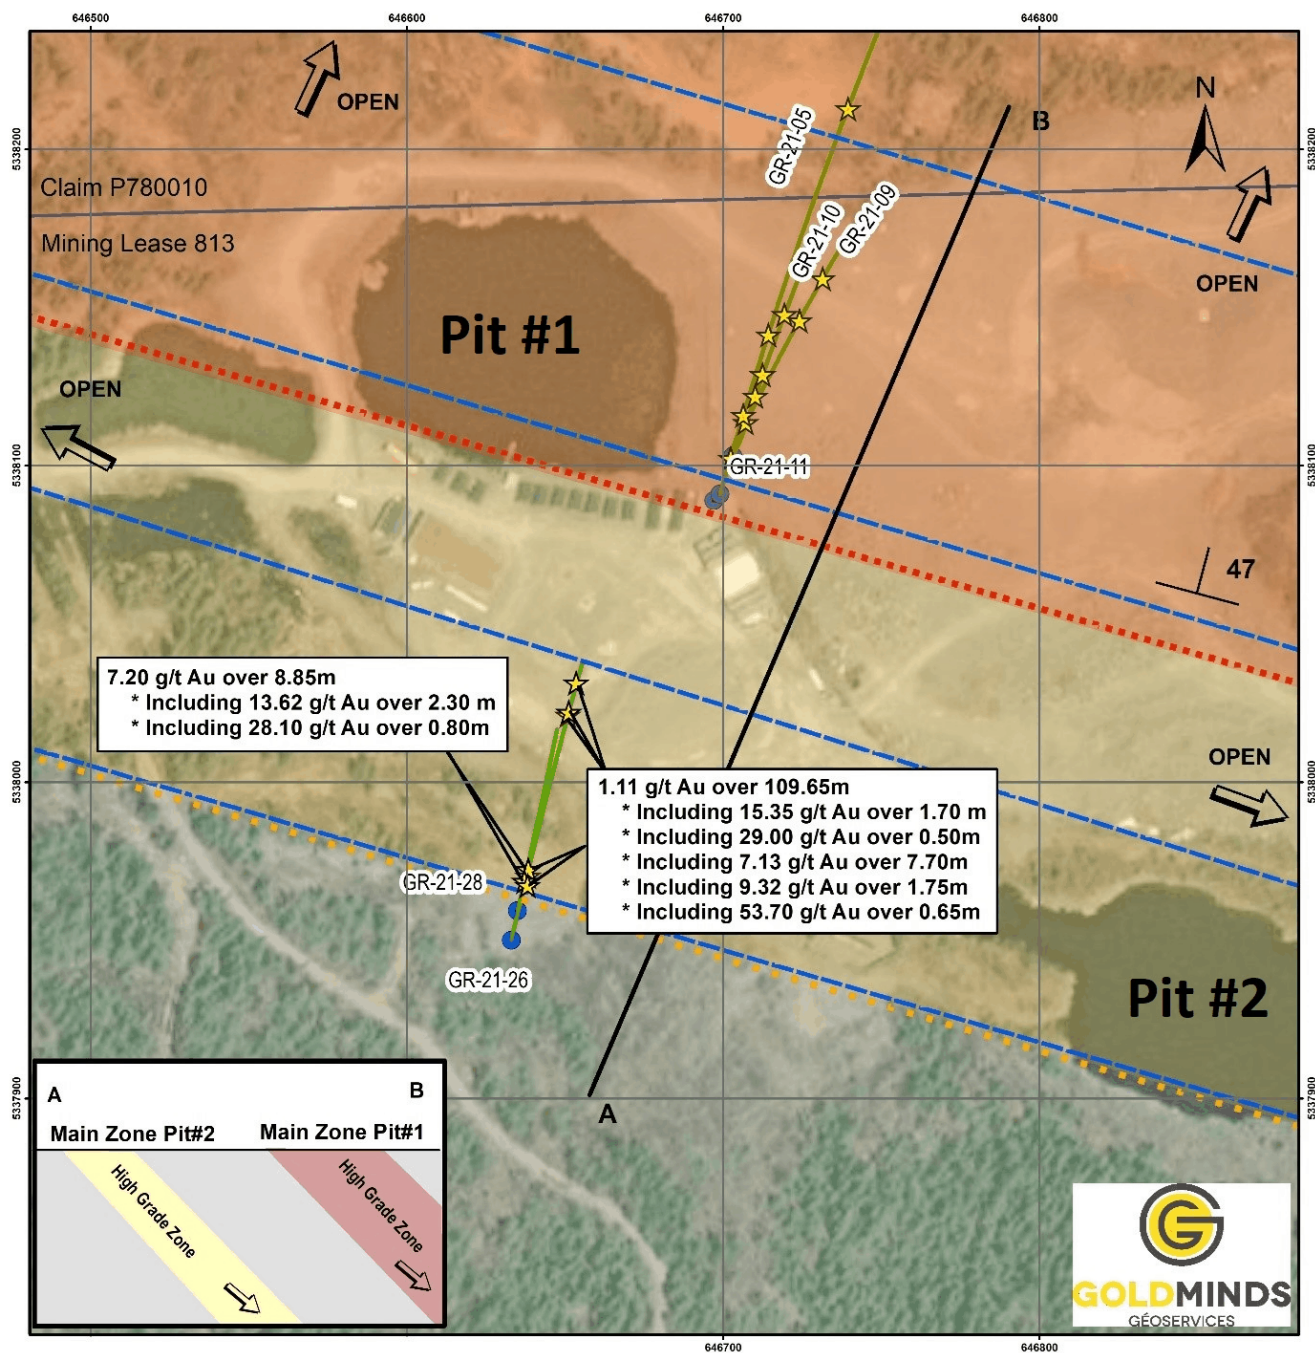 646500
646600
646700
646800
OPEN
N
B
GR-21-05
5338200
5338200
Claim P780010
Mining Lease 813
GR-21-10
GR-21-09
OPEN
Pit #1
OPEN
GR-21-11
5338100
5338100
47
7.20 g/t Au over 8.85m
* Including 13.62 g/t Au over 2.30 m
* Including 28.10 g/t Au over 0.80m
OPEN
5338000
5338000
1.11 g/t Au over 109.65m
* Including 15.35 g/t Au over 1.70 m
* Including 29.00 g/t Au over 0.50m
* Including 7.13 g/t Au over 7.70m
* Including 9.32 g/t Au over 1.75m
* Including 53.70 g/t Au over 0.65m
GR-21-28
GR-21-26
Pit #2
5337900
5337900
A
A
B
Main Zone Pit#2
Main Zone Pit#1
High Grade Zone
High Grade Zone
G
GOLDMINDS
GÉOSERVICES
646500
646600
646700
646800